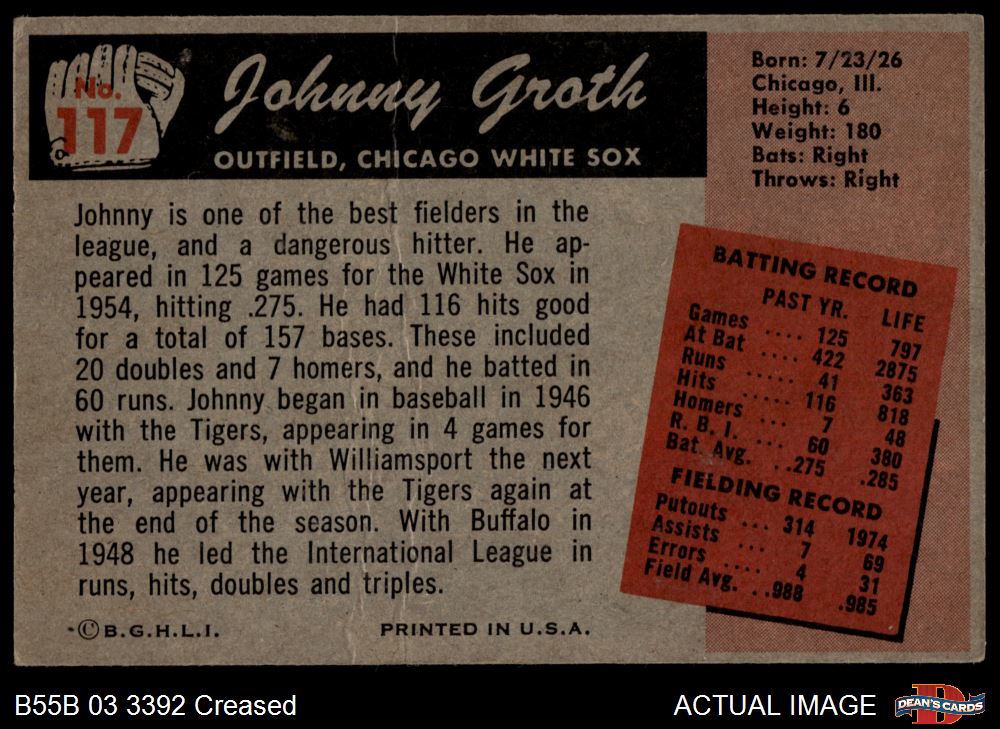 No.
117
Johnny Groth
OUTFIELD, CHICAGO WHITE SOX
Born: 7/23/26
Chicago, Ill.
Height: 6
Weight: 180
Bats: Right
Throws: Right
Johnny is one of the best fielders in the
league, and a dangerous hitter. He ap-
peared in 125 games for the White Sox in
1954, hitting .275. He had 116 hits good
for a total of 157 bases. These included
20 doubles and 7 homers, and he batted in
60 runs. Johnny began in baseball in 1946
with the Tigers, appearing in 4 games for
them. He was with Williamsport the next
year, appearing with the Tigers again at
the end of the season. With Buffalo in
1948 he led the International League in
runs, hits, doubles and triples.
BATTING RECORD
PAST YR. LIFE
Games .... 125 797
At Bat .... 422 2875
Runs ..... 41 363
Hits ..... 116 818
Homers ... 7 48
R. B. I. ... 60 380
Bat. Avg. ..275 .285
FIELDING RECORD
Putouts ... 314 1974
Assists ... 7 69
Errors .... 4 31
Field Avg. ..988 .985
©B.G.H.L.I. PRINTED IN U.S.A.
B55B 03 3392 Creased
ACTUAL IMAGE
D
DEAN'S CARDS